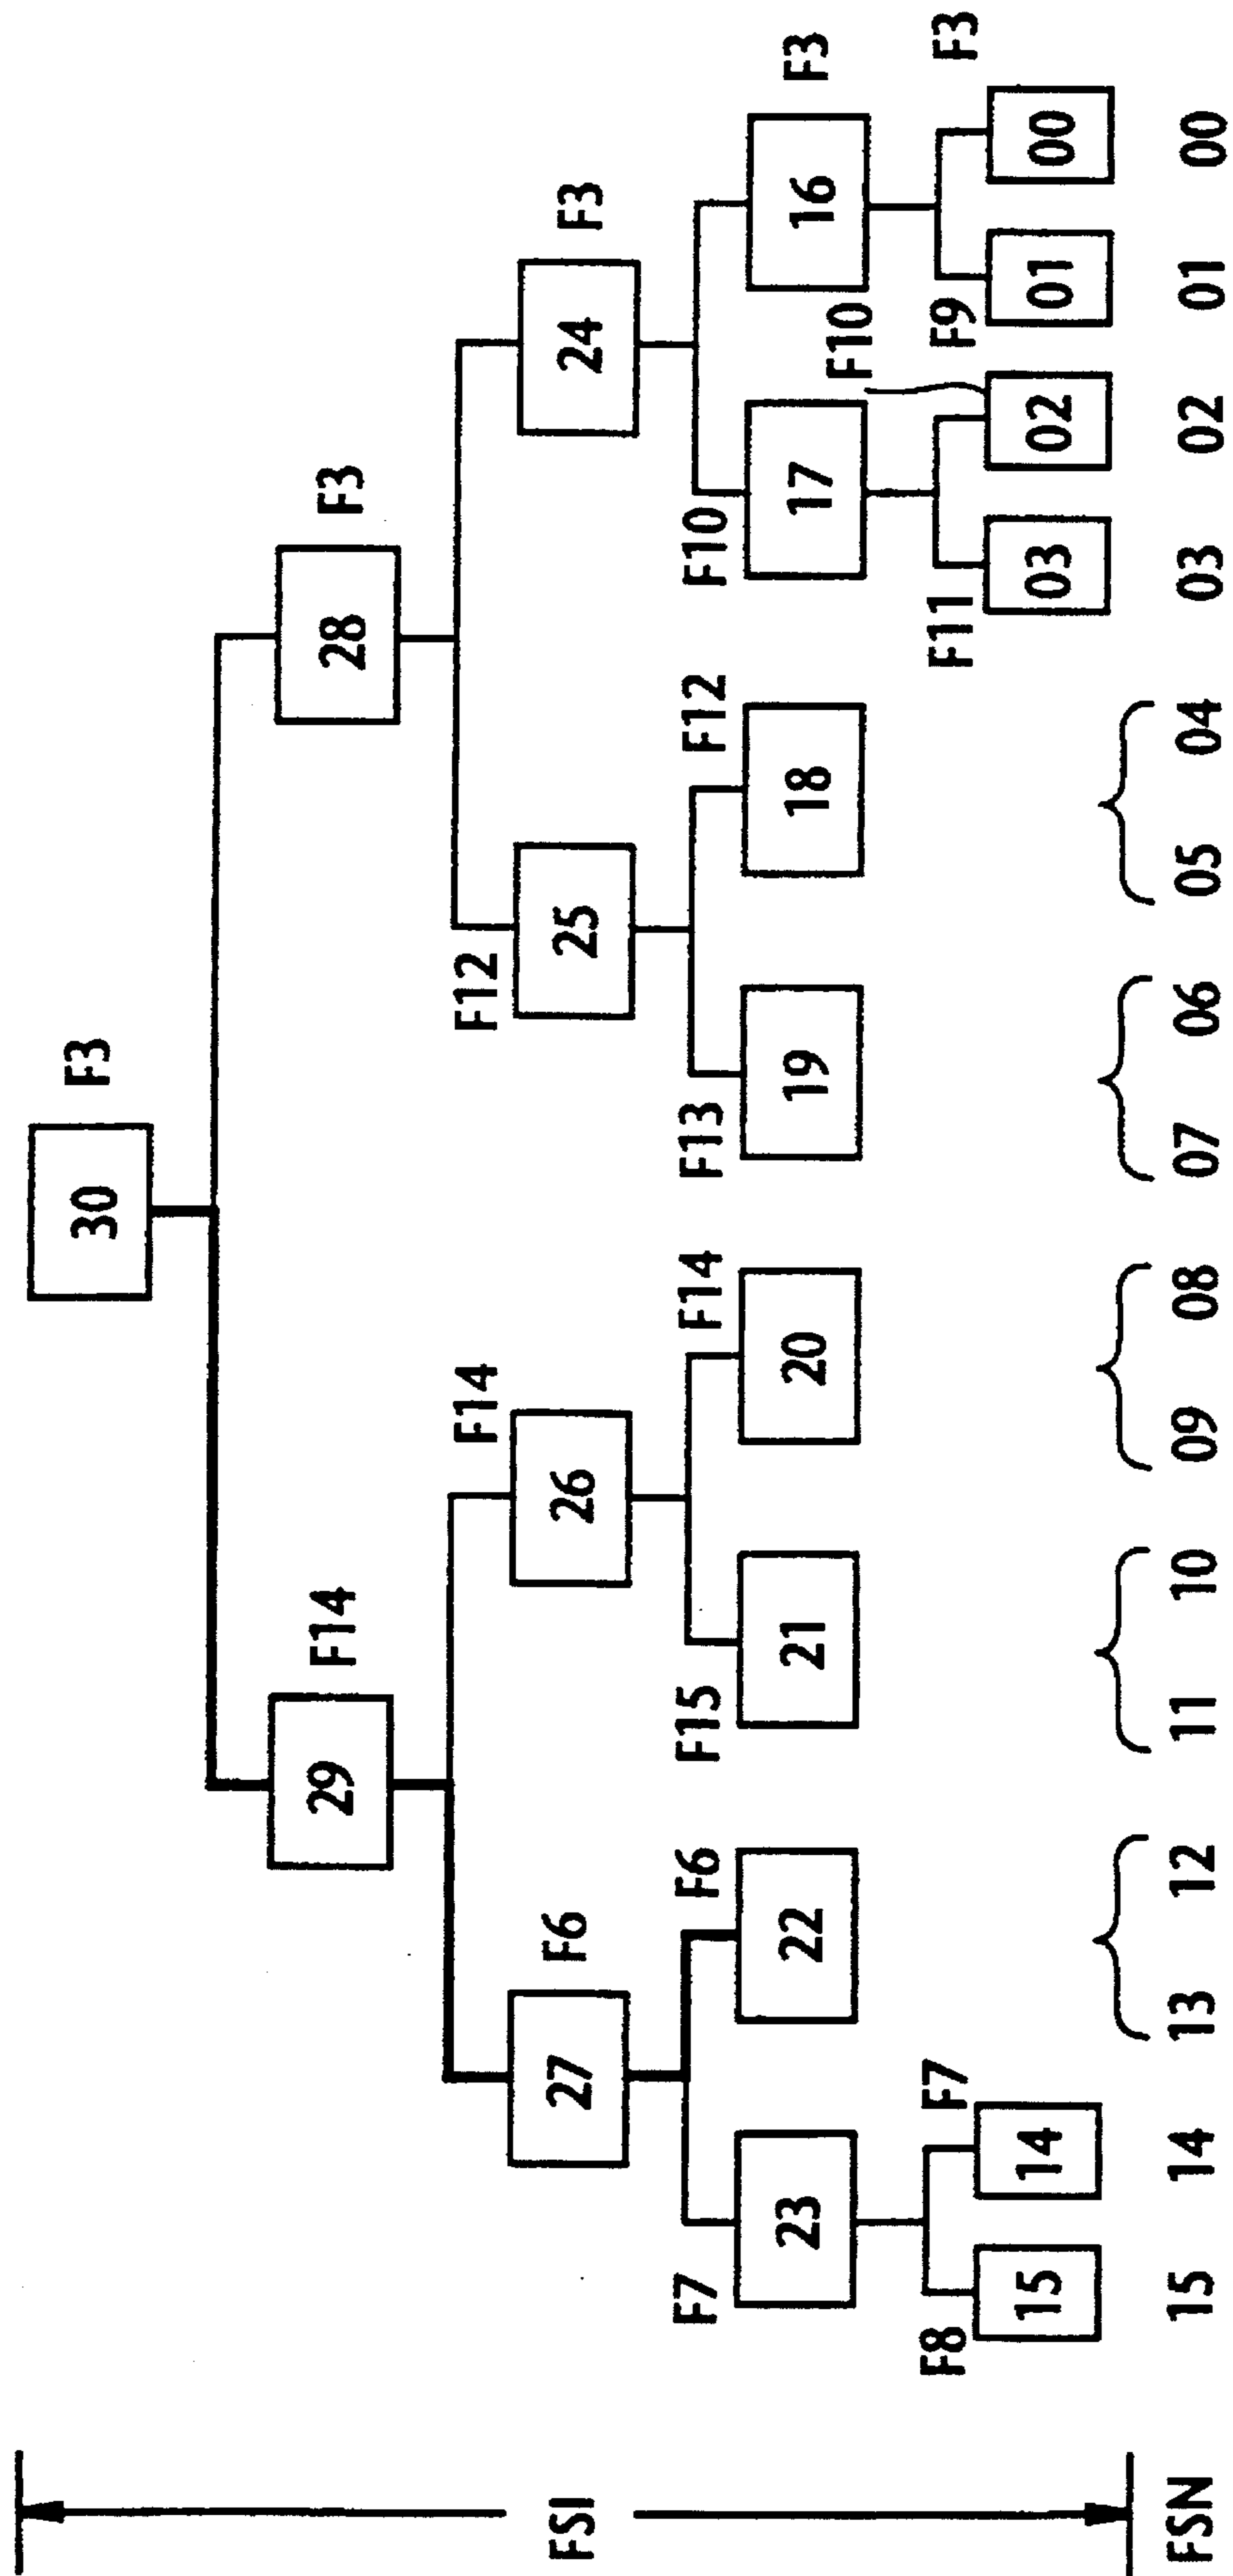 30 F3
29 F14 28 F3
FSI
27 F6 26 F14 F12 25 24 F3
F7 23 22 F6 F15 21 20 F14 F13 19 18 F12 F10 17 16 F3
F8 15 14 F7 F11 03 02 F10 F9 01 00 F3
FSN 15 14 13 12 11 10 09 08 07 06 05 04 03 02 01 00